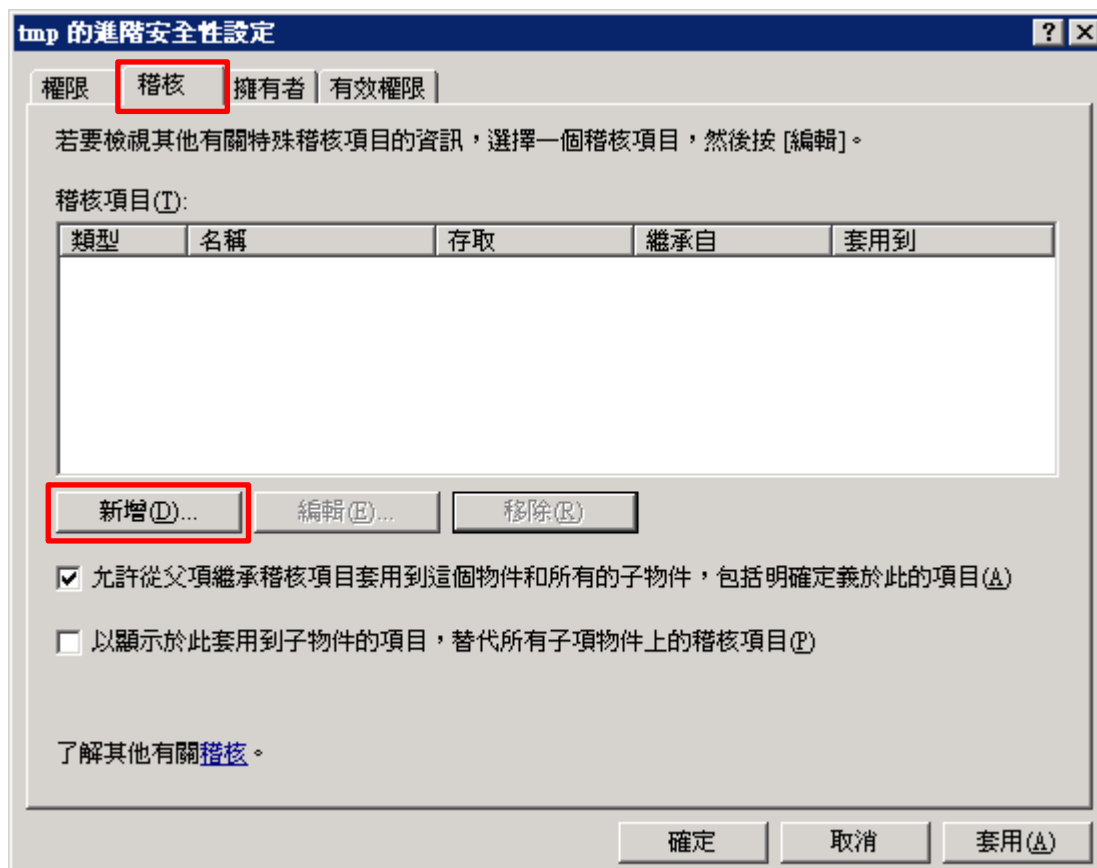 tmp 的進階安全性設定
權限 稽核 擁有者 有效權限
若要檢視其他有關特殊稽核項目的資訊，選擇一個稽核項目，然後按 [編輯]。
稽核項目(T):
類型 名稱 存取 繼承自 套用到
新增(D)... 編輯(E)... 移除(R)
允許從父項繼承稽核項目套用到這個物件和所有的子物件，包括明確定義於此的項目(A)
以顯示於此套用到子物件的項目，替代所有子項物件上的稽核項目(P)
了解其他有關稽核。
確定 取消 套用(A)